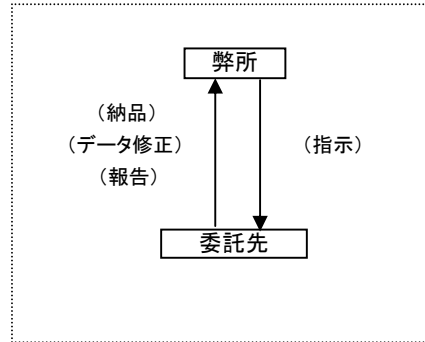 弊所
（納品）
（データ修正）
（報告）
（指示）
委託先